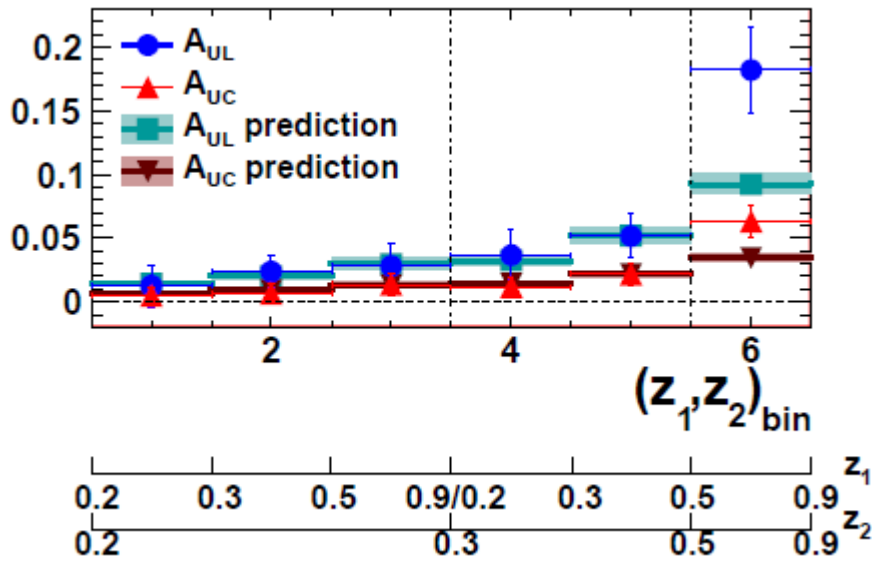 0.2
0.15
0.1
0.05
0
A_UL
A_UC
A_UL prediction
A_UC prediction
2 4 6
(z_1,z_2)_bin
z_1
0.2 0.3 0.5 0.9/0.2 0.3 0.5 0.9
z_2
0.2 0.3 0.5 0.9